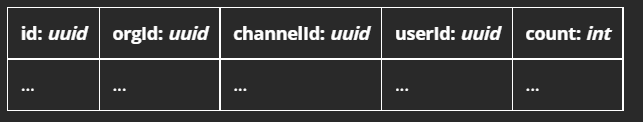 id: uuid orgId: uuid channelId: uuid userId: uuid count: int
... ... ... ... ...